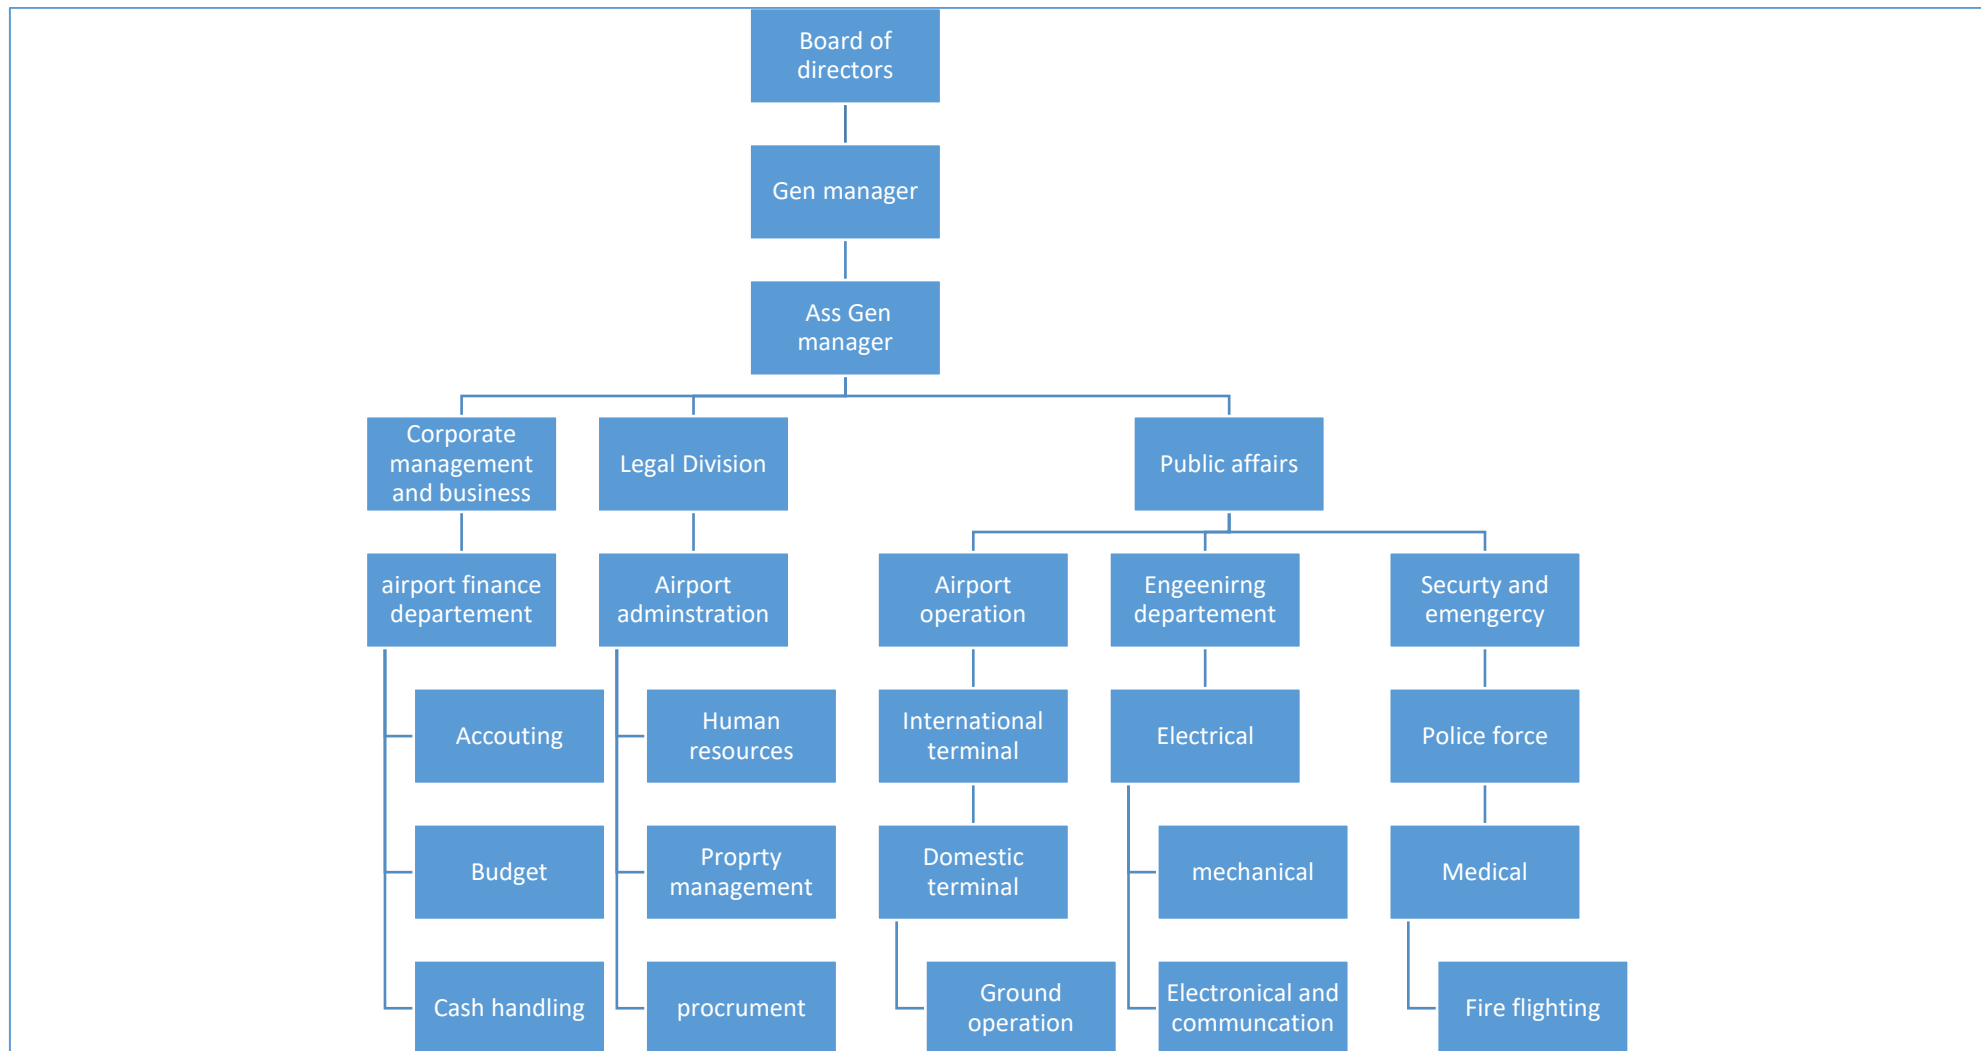 Board of
directors
Gen manager
Ass Gen
manager
Corporate
management
and business
Legal Division
Public affairs
airport finance
departement
Airport
adminstration
Airport
operation
Engeenirng
departement
Securty and
emengercy
Accouting
Human
resources
International
terminal
Electrical
Police force
Budget
Proprty
management
Domestic
terminal
mechanical
Medical
Cash handling
procrument
Ground
operation
Electronical and
communcation
Fire flighting